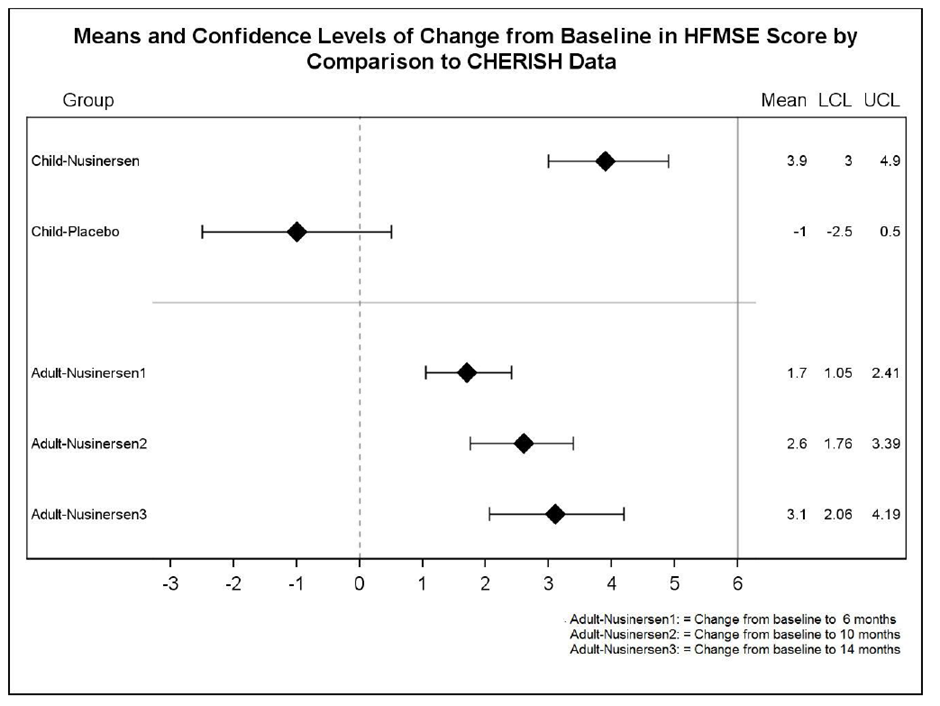 Means and Confidence Levels of Change from Baseline in HFMSE Score by
Comparison to CHERISH Data
Group Mean LCL UCL
Child-Nusinersen 3.9 3 4.9
Child-Placebo -1 -2.5 0.5
Adult-Nusinersen1 1.7 1.05 2.41
Adult-Nusinersen2 2.6 1.76 3.39
Adult-Nusinersen3 3.1 2.06 4.19
-3 -2 -1 0 1 2 3 4 5 6
Adult-Nusinersen1: = Change from baseline to 6 months
Adult-Nusinersen2: = Change from baseline to 10 months
Adult-Nusinersen3: = Change from baseline to 14 months